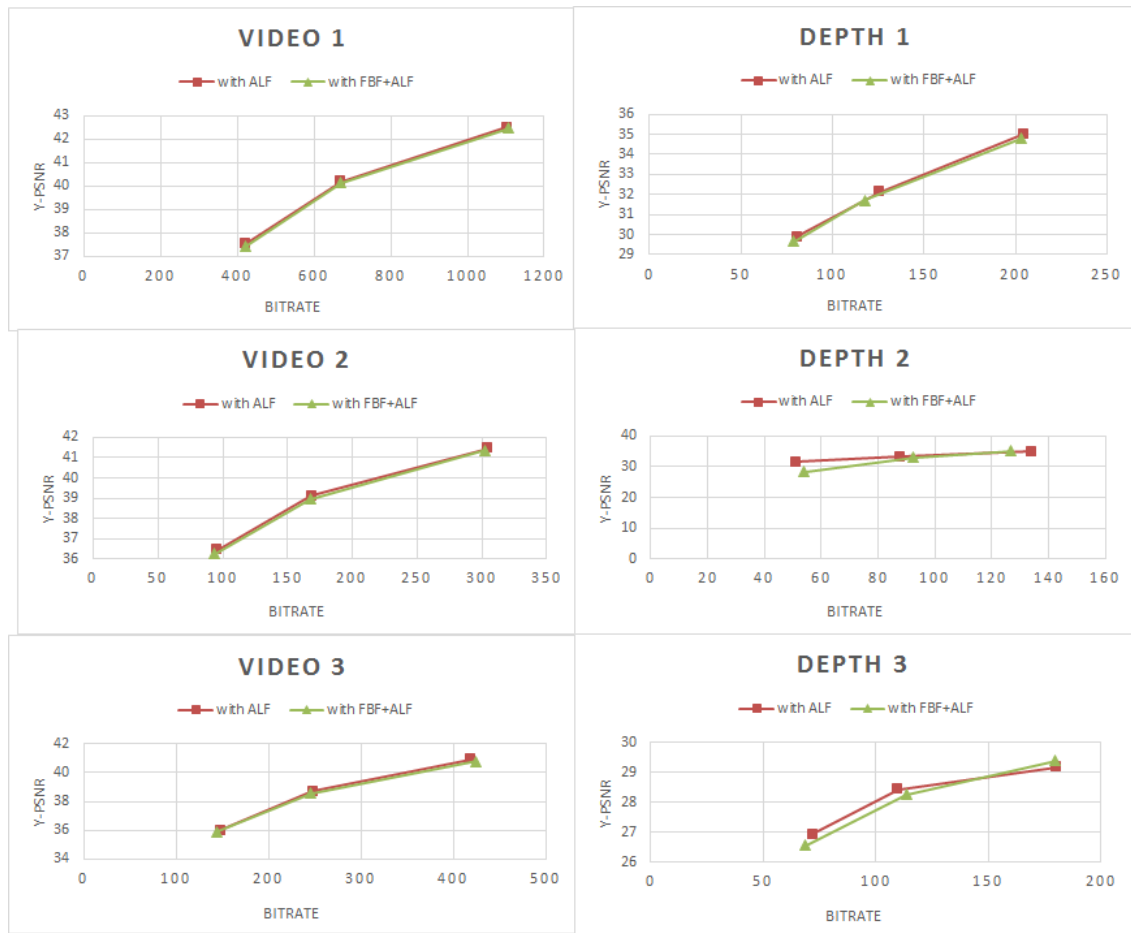 VIDEO 1
with ALF with FBF+ALF
43
42
41
40
39
38
37
0 200 400 600 800 1000 1200
Y-PSNR
BITRATE
DEPTH 1
with ALF with FBF+ALF
36
35
34
33
32
31
30
29
0 50 100 150 200 250
Y-PSNR
BITRATE
VIDEO 2
with ALF with FBF+ALF
42
41
40
39
38
37
36
0 50 100 150 200 250 300 350
Y-PSNR
BITRATE
DEPTH 2
with ALF with FBF+ALF
40
30
20
10
0
0 20 40 60 80 100 120 140 160
Y-PSNR
BITRATE
VIDEO 3
with ALF with FBF+ALF
42
40
38
36
34
0 100 200 300 400 500
Y-PSNR
BITRATE
DEPTH 3
with ALF with FBF+ALF
30
29
28
27
26
0 50 100 150 200
Y-PSNR
BITRATE